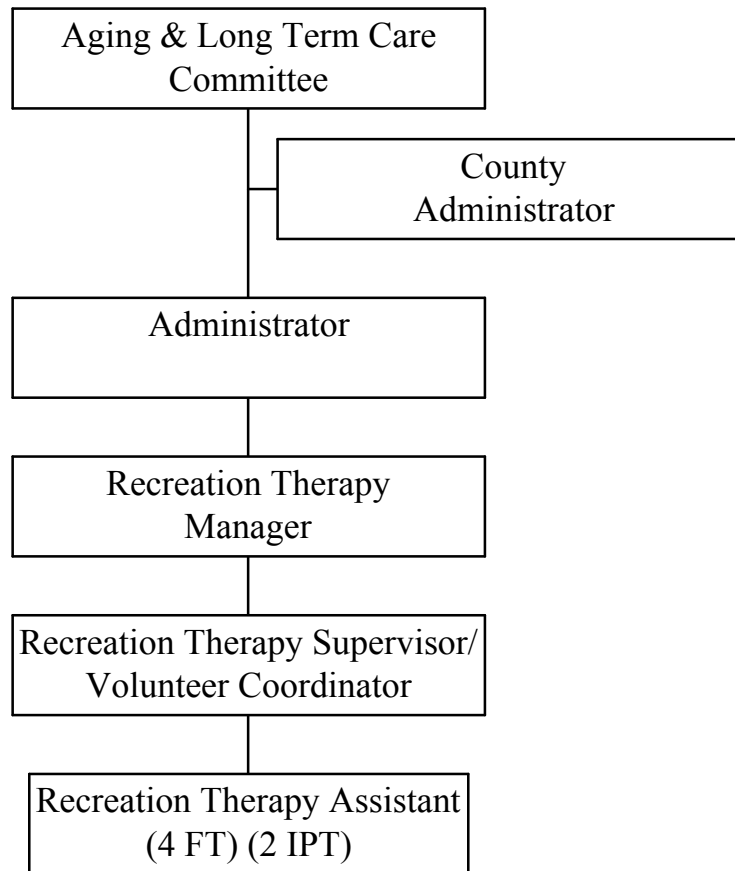 Aging & Long Term Care
Committee
County
Administrator
Administrator
Recreation Therapy
Manager
Recreation Therapy Supervisor/
Volunteer Coordinator
Recreation Therapy Assistant
(4 FT) (2 IPT)